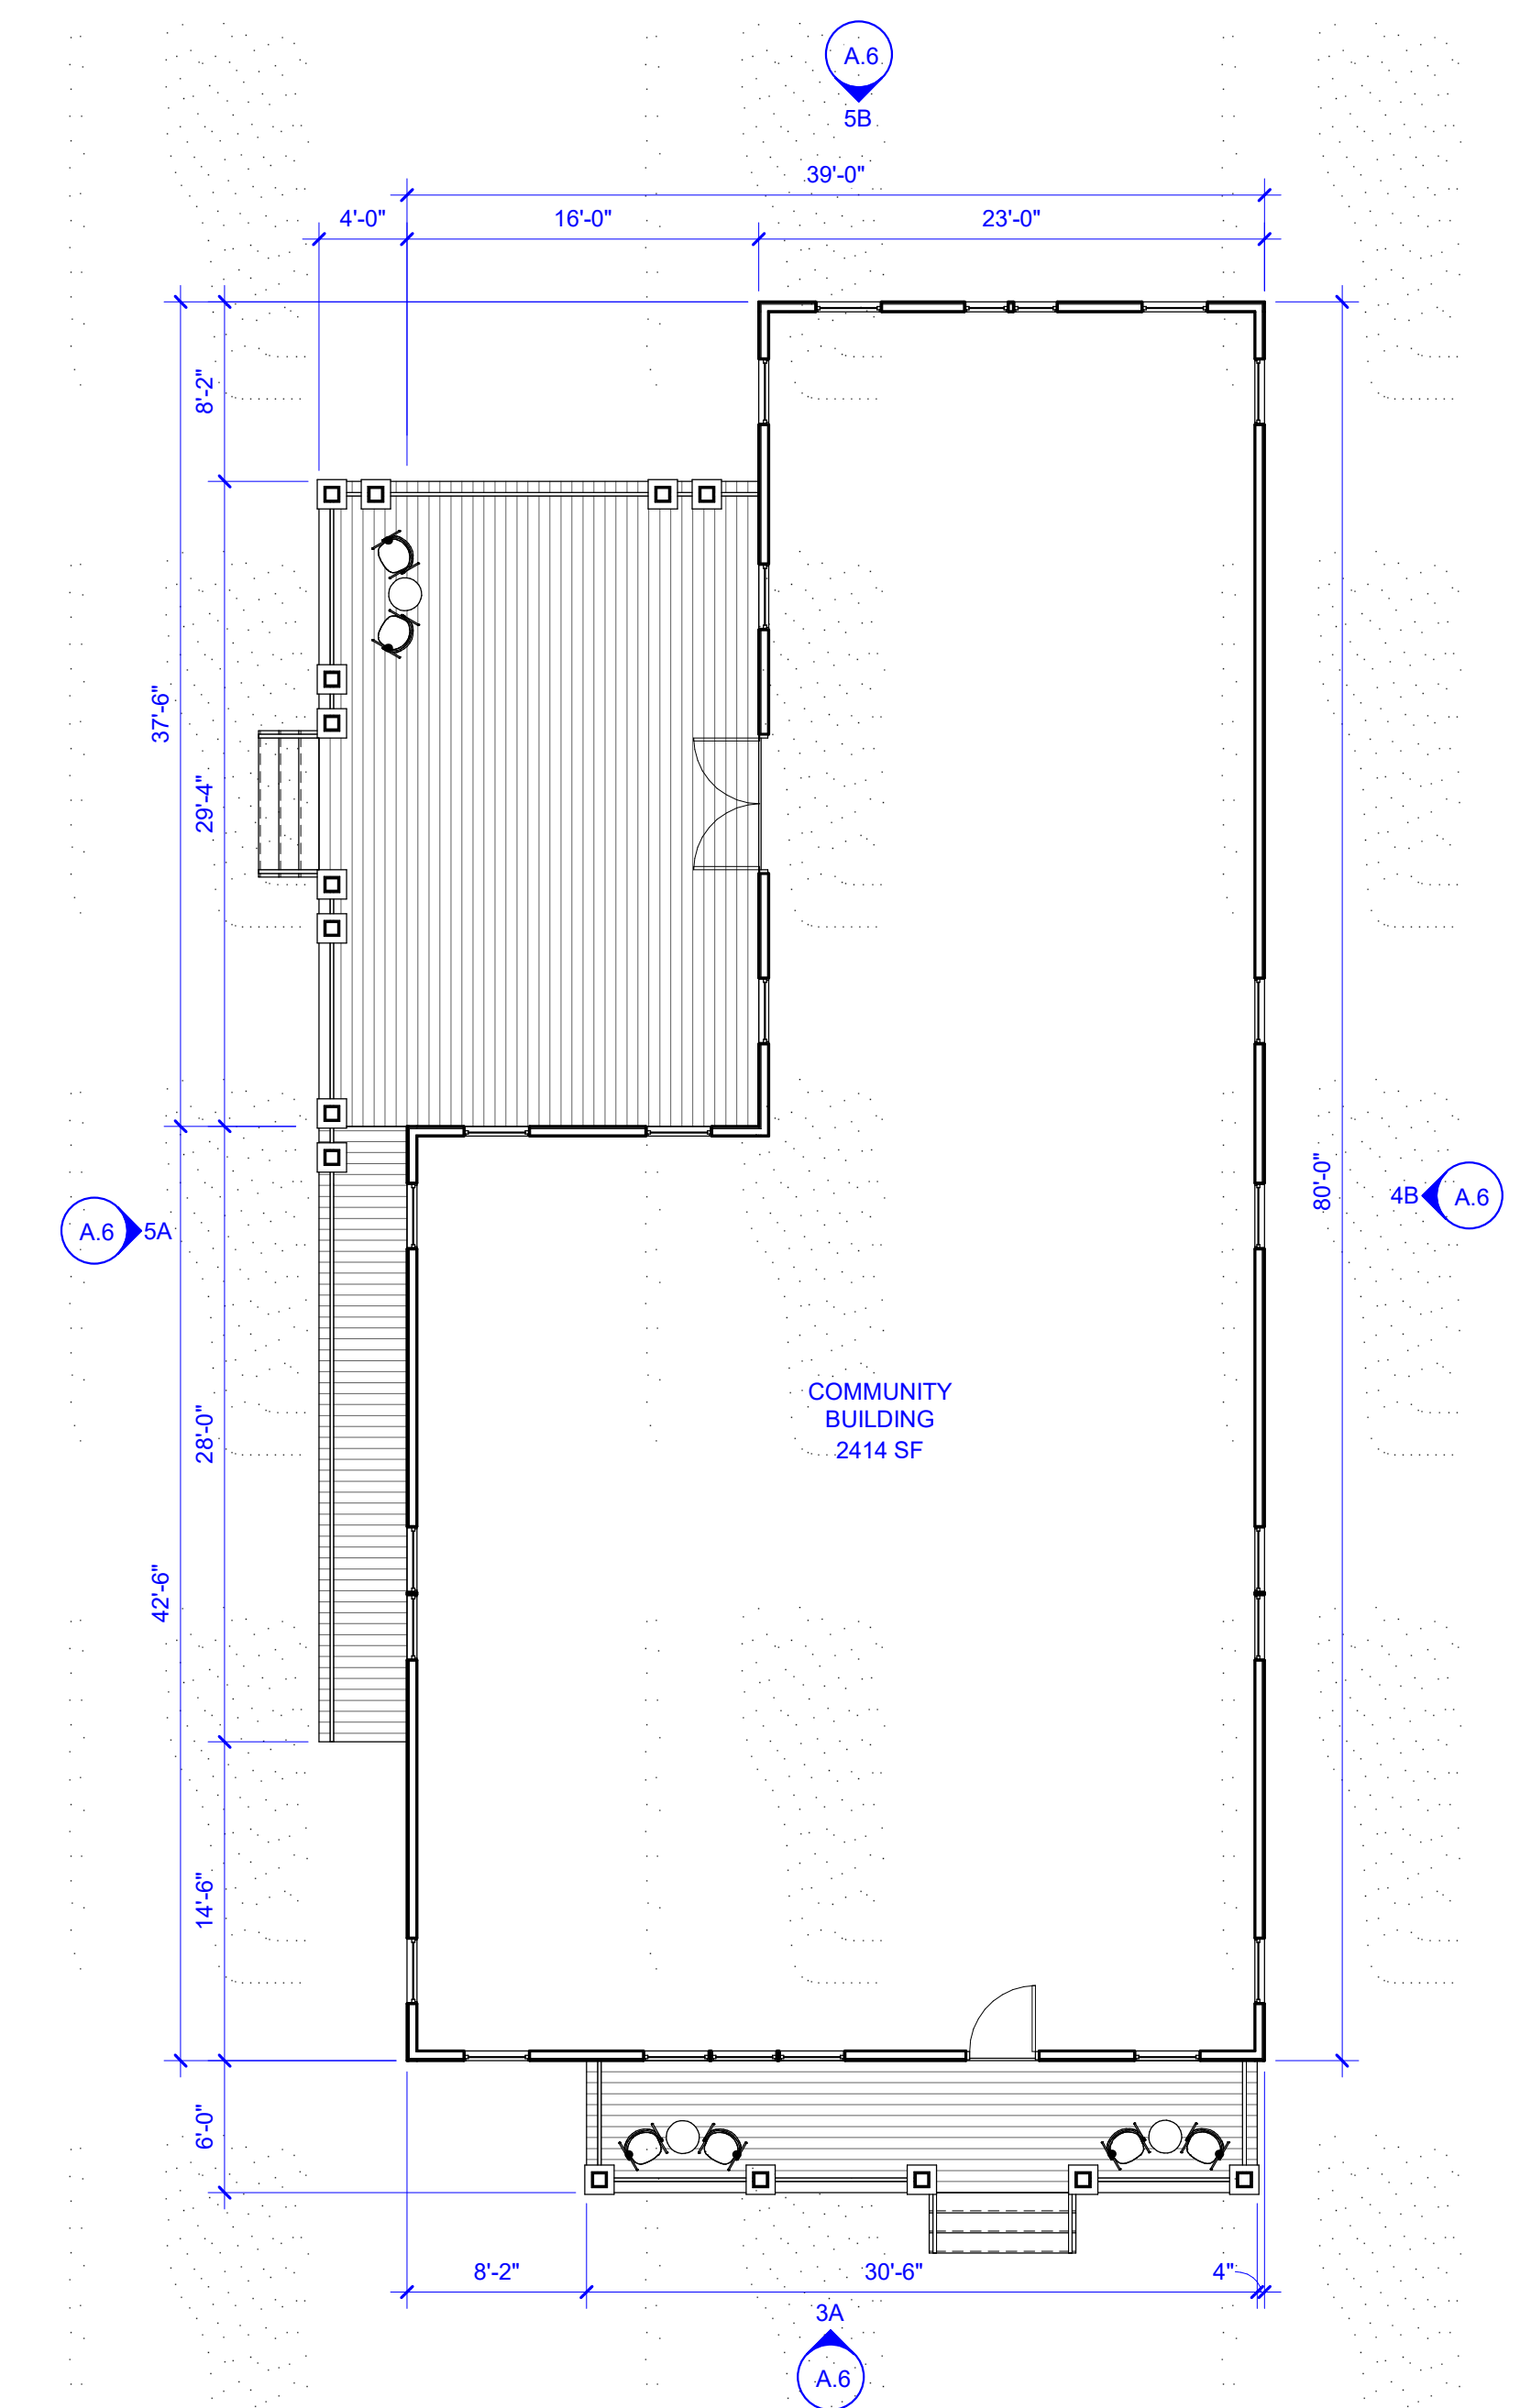 A.6
5B
39'-0"
4'-0"
16'-0"
23'-0"
8'-2"
37'-6"
29'-4"
80'-0"
4B
A.6
A.6
5A
COMMUNITY
BUILDING
2414 SF
28'-0"
42'-6"
14'-6"
6'-0"
8'-2"
30'-6"
4"
3A
A.6